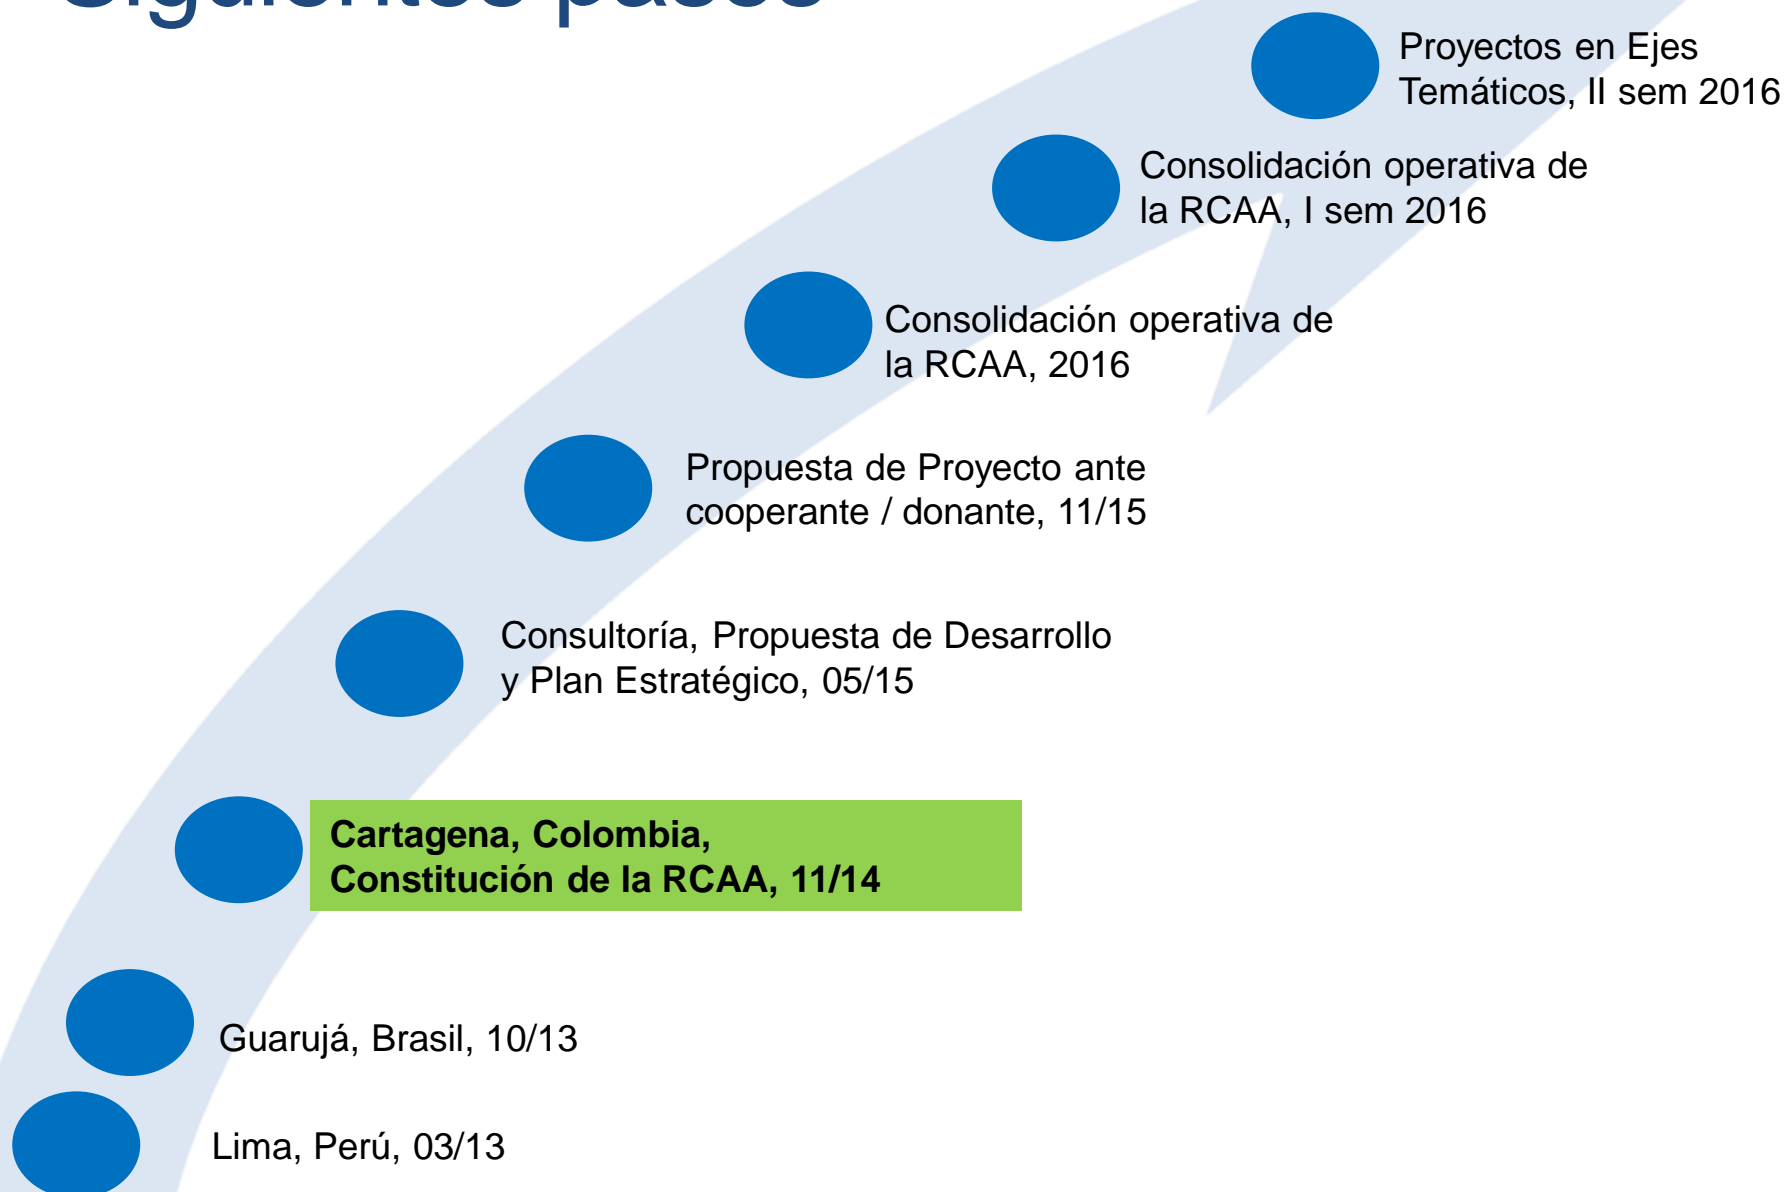 Siguientes pasos
Proyectos en Ejes
Temáticos, II sem 2016
Consolidación operativa de
la RCAA, I sem 2016
Consolidación operativa de
la RCAA, 2016
Propuesta de Proyecto ante
cooperante / donante, 11/15
Consultoría, Propuesta de Desarrollo
y Plan Estratégico, 05/15
Cartagena, Colombia,
Constitución de la RCAA, 11/14
Guarujá, Brasil, 10/13
Lima, Perú, 03/13